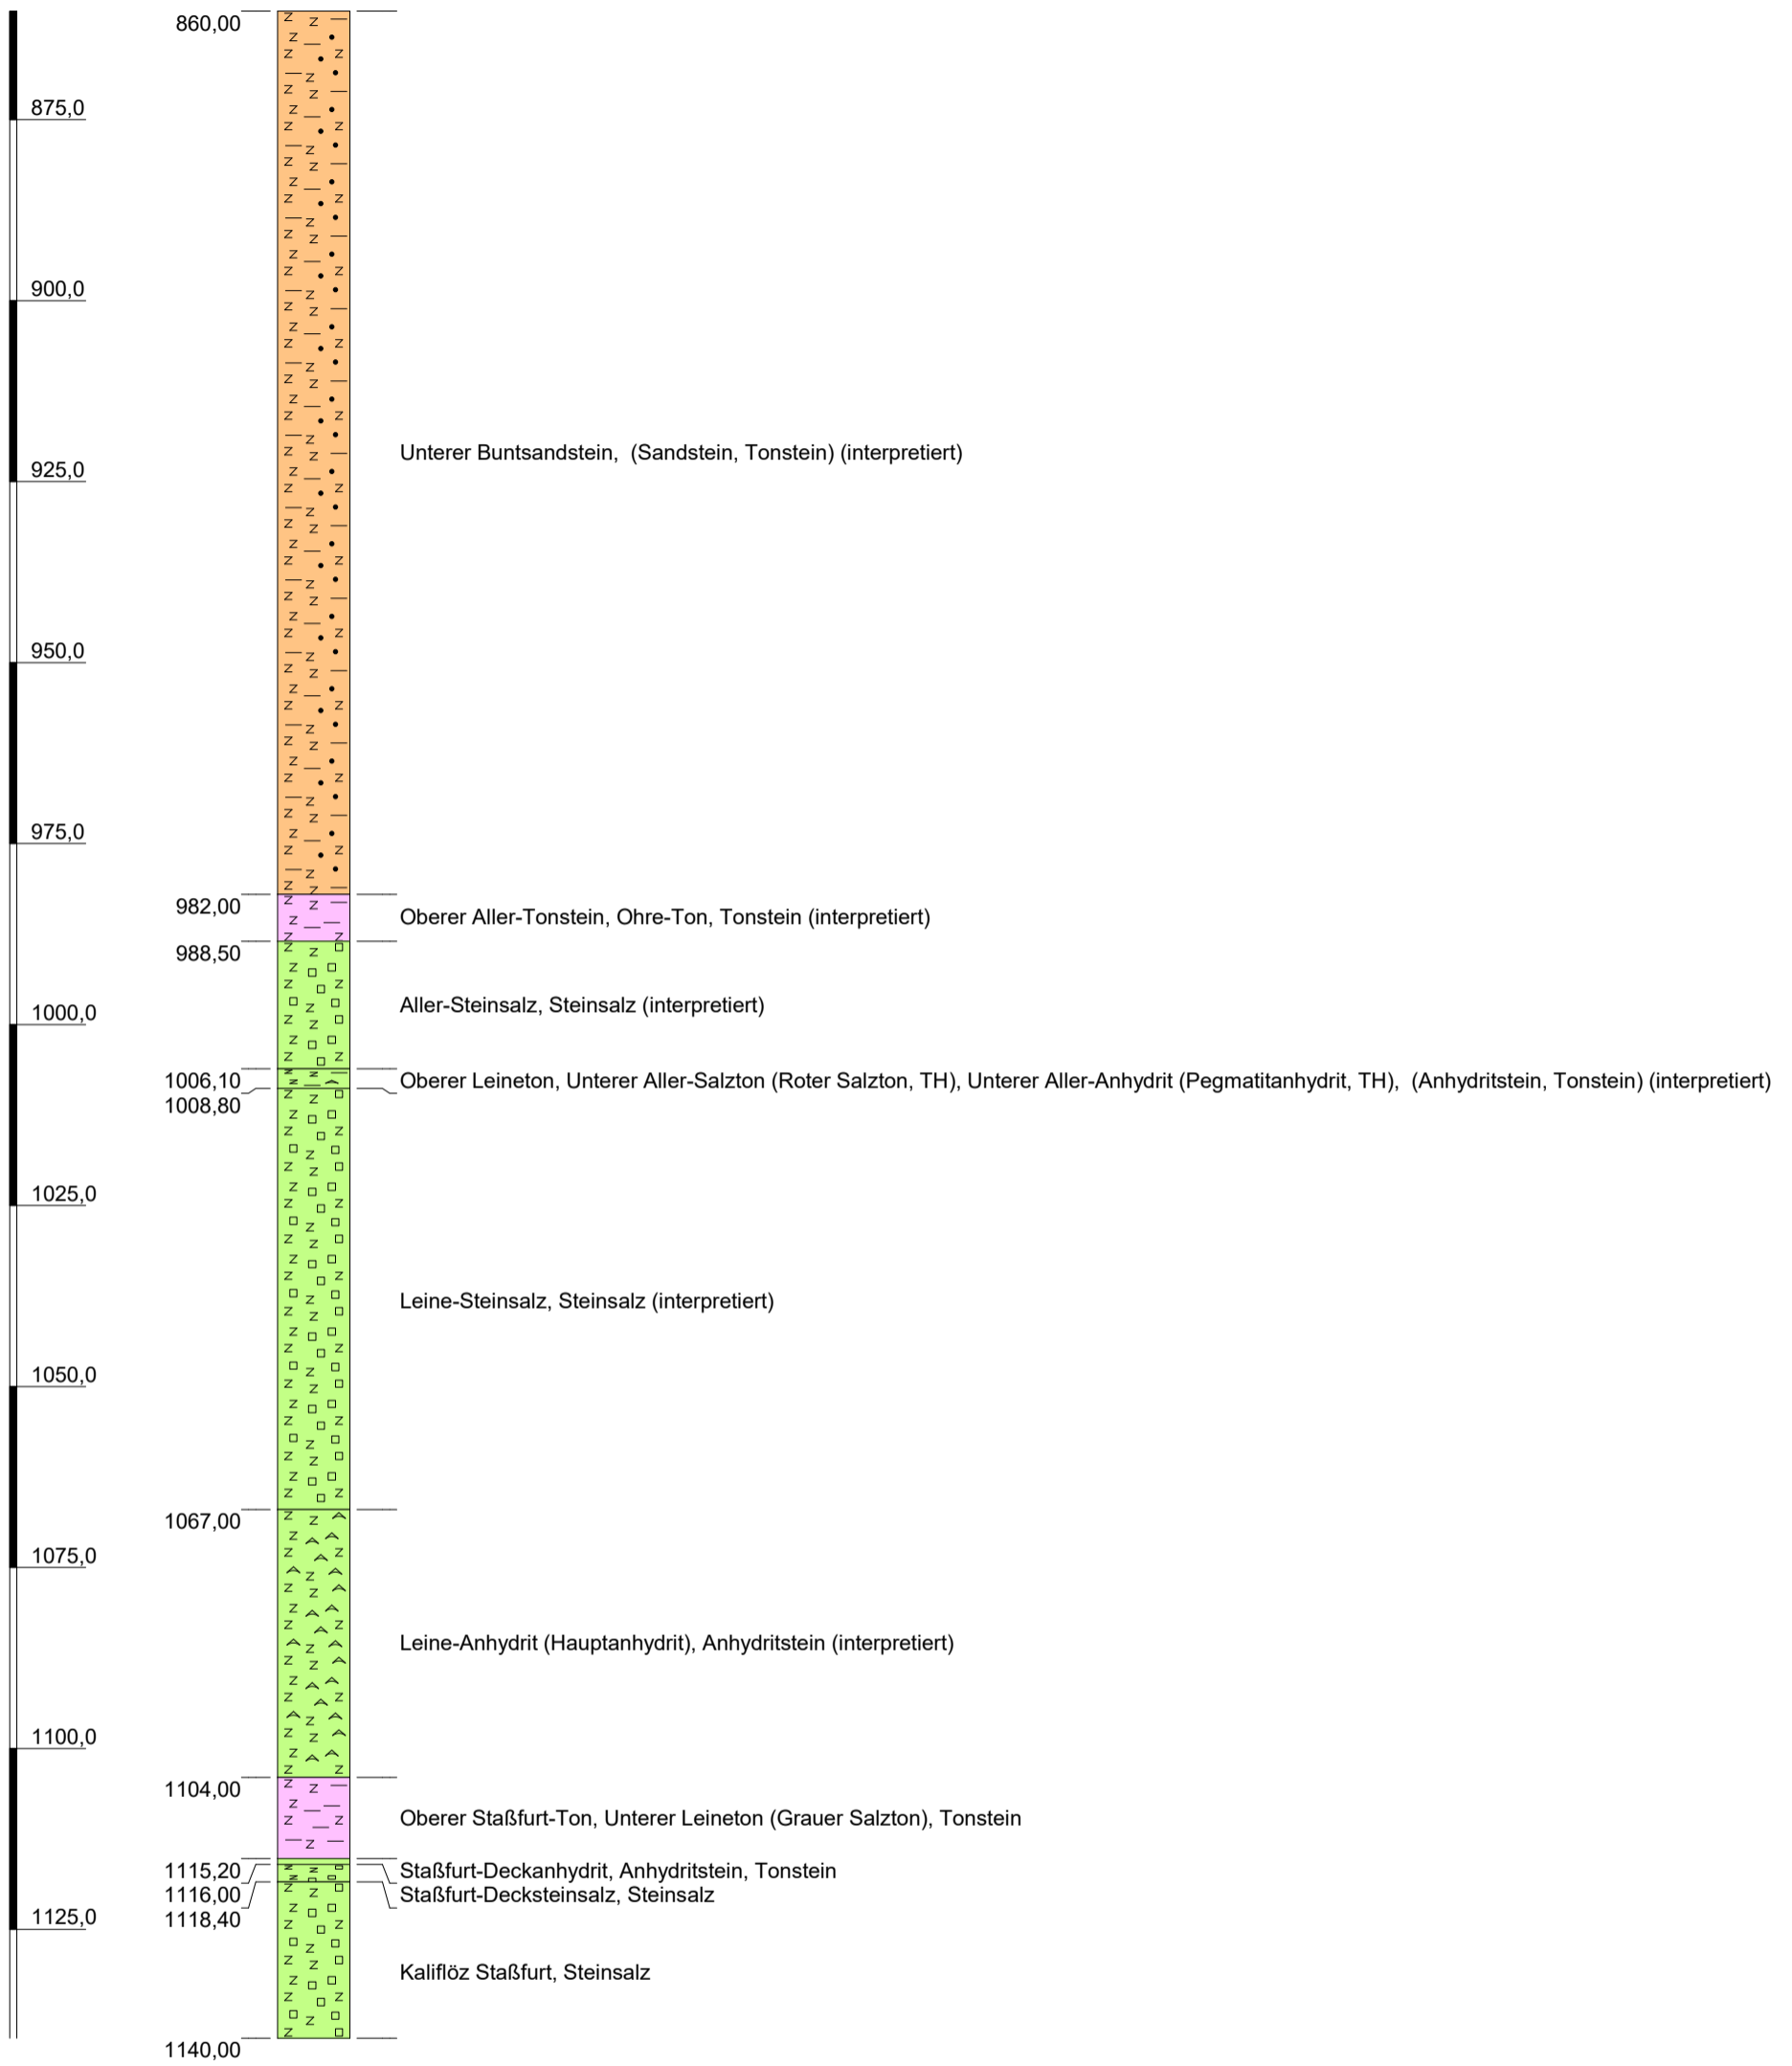 860,00
875,0
900,0
Unterer Buntsandstein,  (Sandstein, Tonstein) (interpretiert)
925,0
950,0
975,0
982,00
Oberer Aller-Tonstein, Ohre-Ton, Tonstein (interpretiert)
988,50
Aller-Steinsalz, Steinsalz (interpretiert)
1000,0
1006,10
Oberer Leineton, Unterer Aller-Salzton (Roter Salzton, TH), Unterer Aller-Anhydrit (Pegmatitanhydrit, TH),  (Anhydritstein, Tonstein) (interpretiert)
1008,80
1025,0
Leine-Steinsalz, Steinsalz (interpretiert)
1050,0
1067,00
1075,0
Leine-Anhydrit (Hauptanhydrit), Anhydritstein (interpretiert)
1100,0
1104,00
Oberer Staßfurt-Ton, Unterer Leineton (Grauer Salzton), Tonstein
1115,20
Staßfurt-Deckanhydrit, Anhydritstein, Tonstein
1116,00
Staßfurt-Decksteinsalz, Steinsalz
1118,40
1125,0
Kaliflöz Staßfurt, Steinsalz
1140,00